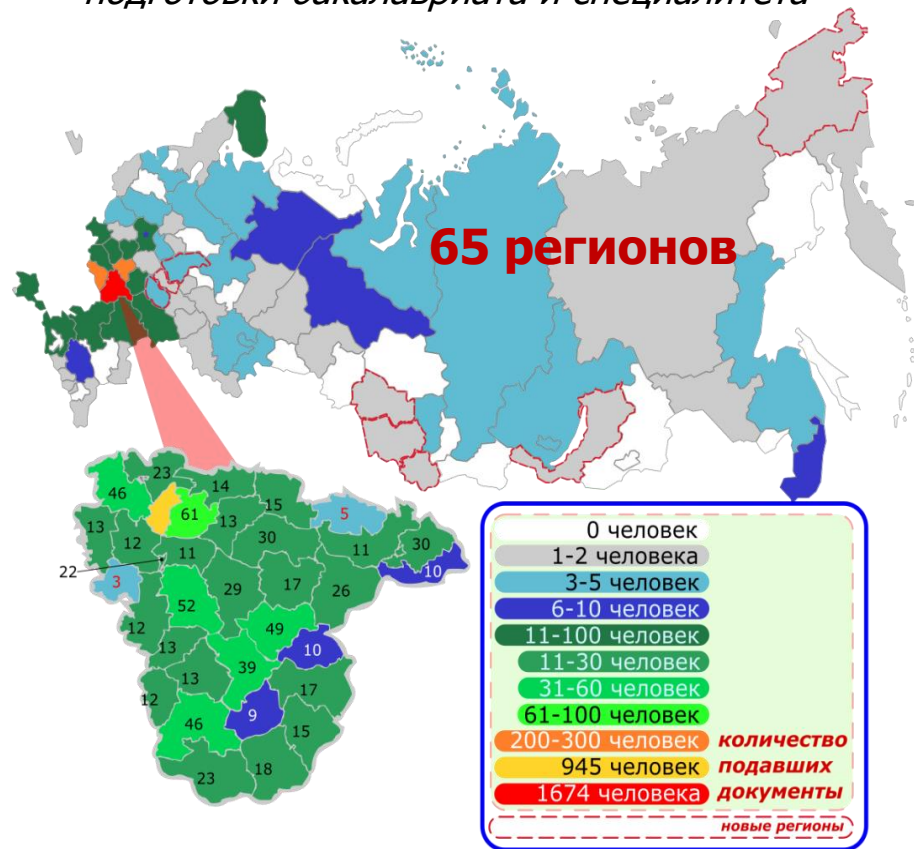 подготовки бакалавриата и специалитета
65 регионов
23
14
46
15
5
61
13
13
30
30
12
11
11
10
22
3
29
17
26
52
49
12
13
10
39
13
17
12
46
9
15
18
23
0 человек
1-2 человека
3-5 человек
6-10 человек
11-100 человек
11-30 человек
31-60 человек
61-100 человек
200-300 человек количество
945 человек подавших
1674 человека документы
новые регионы